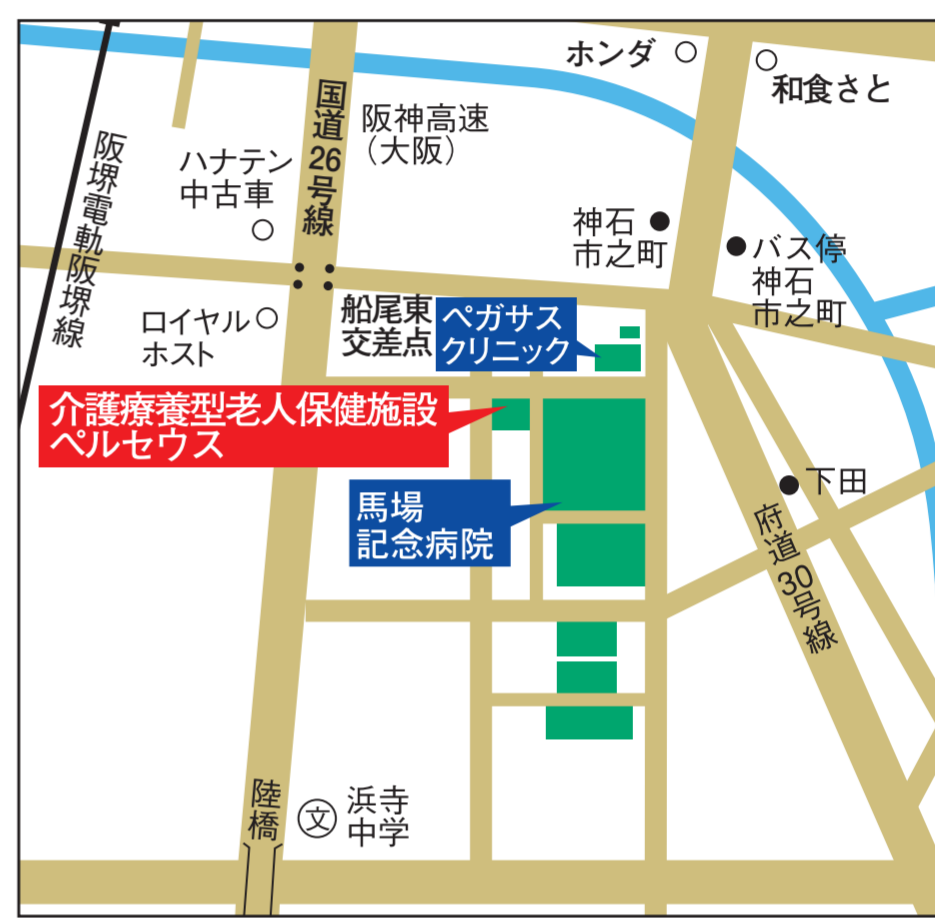 ホンダ
和食さと
国道26号線
阪神高速
（大阪）
阪堺電軌阪堺線
ハナテン
中古車
神石
市之町
バス停
神石
市之町
ロイヤル
ホスト
船尾東
交差点
ペガサス
クリニック
介護療養型老人保健施設
ペルセウス
馬場
記念病院
下田
府道30号線
陸橋
文
浜寺
中学